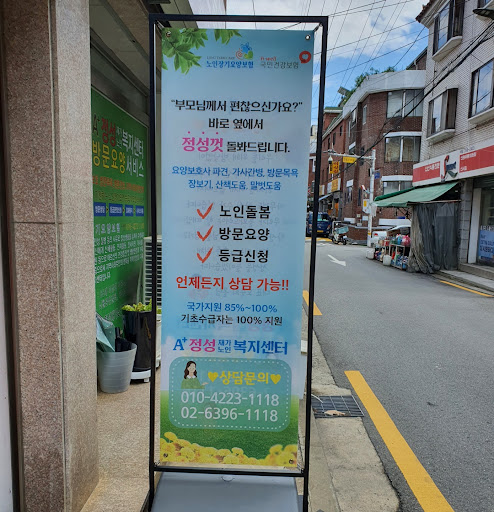 노인장기요양보험
국민건강보험
"부모님께서 편찮으신가요?"
바로 옆에서
정성껏 돌봐드립니다.
요양보호사 파견, 가사간병, 방문목욕
장보기, 산책도움, 말벗도움
노인돌봄
방문요양
등급신청
언제든지 상담 가능!!
국가지원 85%~100%
기초수급자는 100% 지원
A+ 정성 재가노인 복지센터
상담문의
010-4223-1118
02-6396-1118
방문요양서비스